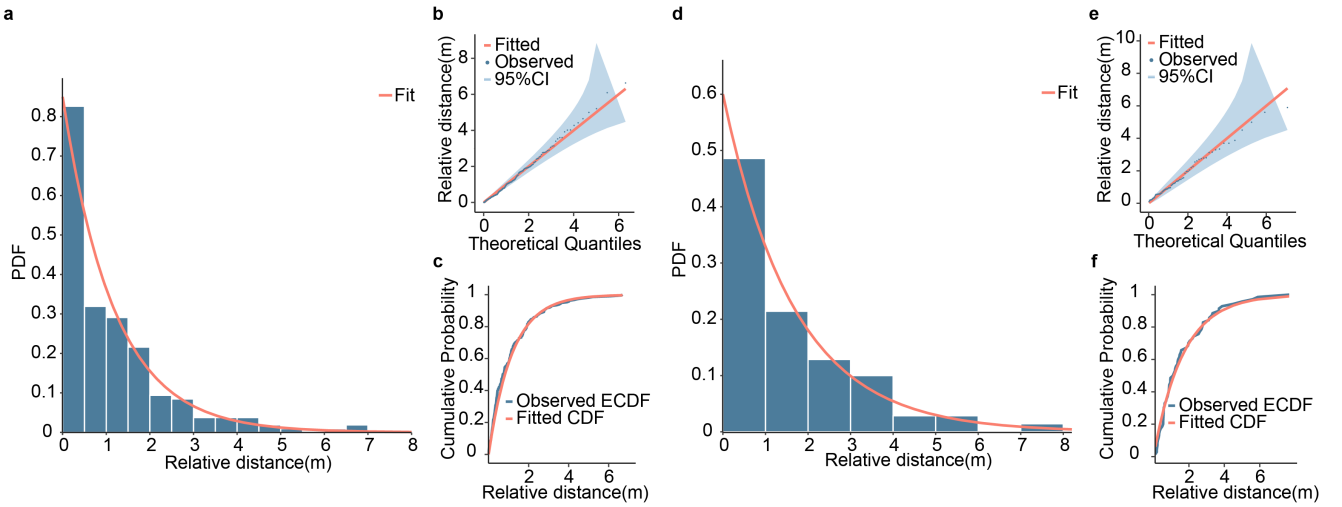 a
Fit
PDF
0.8
0.7
0.6
0.5
0.4
0.3
0.2
0.1
0
0 1 2 3 4 5 6 7 8
Relative distance(m)
b
Fitted
Observed
95%CI
Relative distance(m)
8
6
4
2
0
0 2 4 6
Theoretical Quantiles
c
Cumulative Probability
1
0.8
0.6
0.4
0.2
0
Observed ECDF
Fitted CDF
2 4 6
Relative distance(m)
d
Fit
PDF
0.6
0.5
0.4
0.3
0.2
0.1
0
0 1 2 3 4 5 6 7 8
Relative distance(m)
e
Fitted
Observed
95%CI
Relative distance(m)
10
8
6
4
2
0
0 2 4 6
Theoretical Quantiles
f
Cumulative Probability
1
0.8
0.6
0.4
0.2
0
Observed ECDF
Fitted CDF
2 4 6
Relative distance(m)